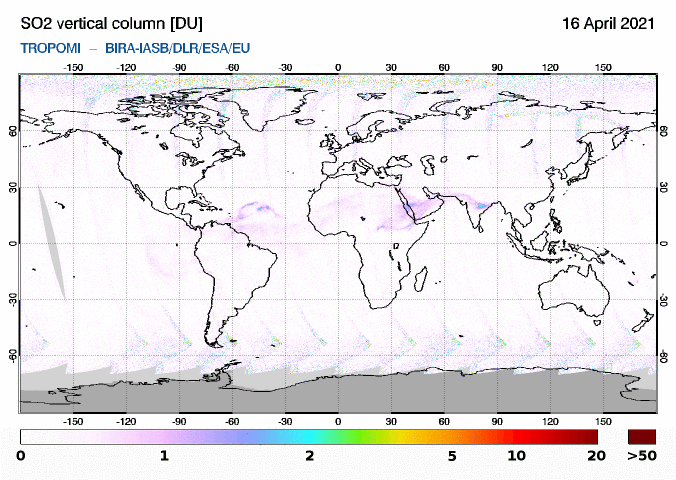 SO2 vertical column [DU] 16 April 2021
TROPOMI – BIRA-IASB/DLR/ESA/EU
-150 -120 -90 -60 -30 0 30 60 90 120 150
60 60
30 30
0 0
-30 -30
-60 -60
-150 -120 -90 -60 -30 0 30 60 90 120 150
0 1 2 5 10 20 >50